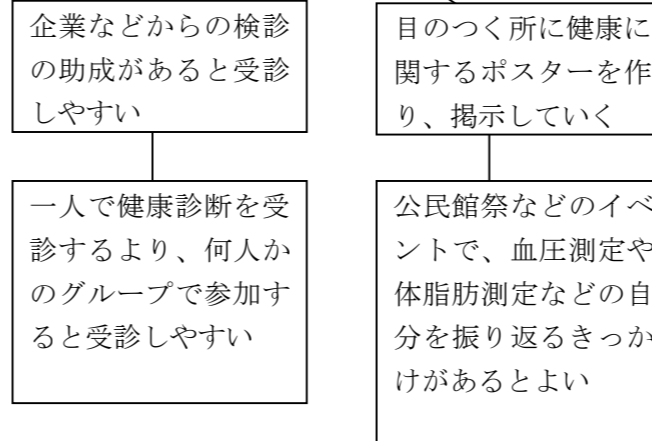 企業などからの検診
の助成があると受診
しやすい
一人で健康診断を受
診するより、何人か
のグループで参加す
ると受診しやすい
目のつく所に健康に
関するポスターを作
り、掲示していく
公民館祭などのイベ
ントで、血圧測定や
体脂肪測定などの自
分を振り返るきっか
けがあるとよい